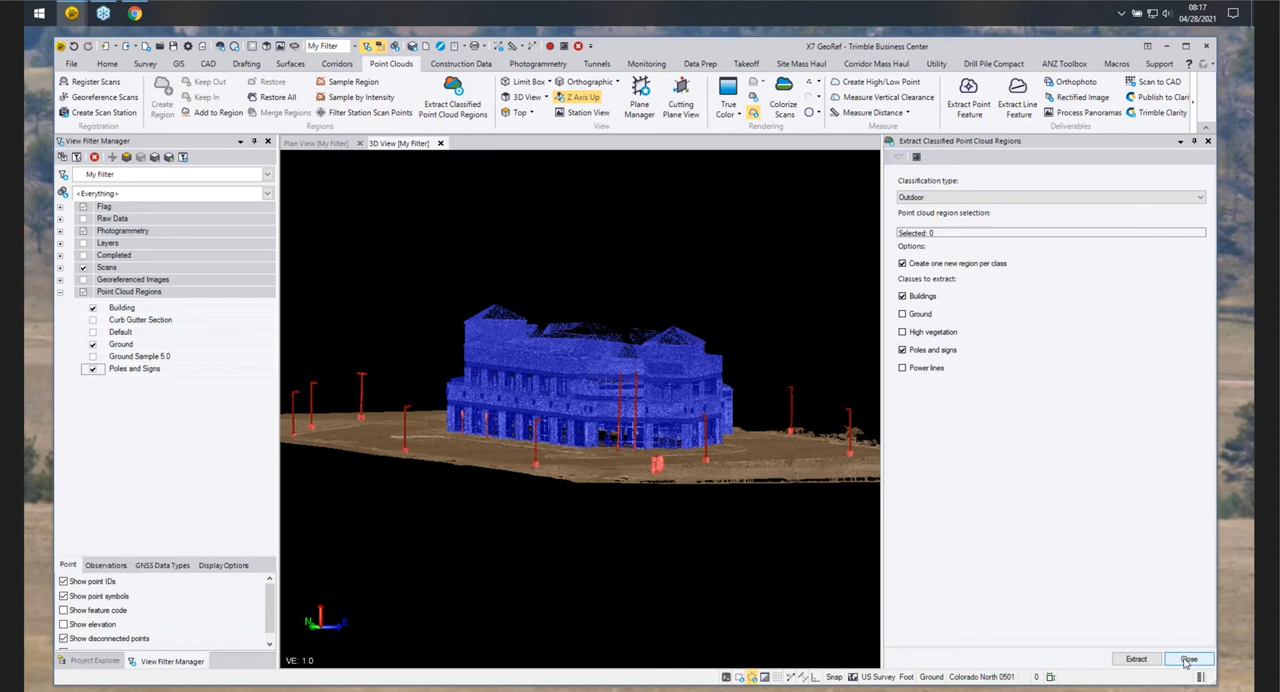 08:17
04/28/2021
My Filter
X7 GeoRef - Trimble Business Center
File Home Survey GIS CAD Drafting Surfaces Corridors Point Clouds Construction Data Photogrammetry Tunnels Monitoring Data Prep Takeoff Site Mass Haul Corridor Mass Haul Utility Drill Pile Compact ANZ Toolbox Macros Support
Register Scans
Georeference Scans
Create Scan Station
Registration
Create Region
Keep Out
Keep In
Add to Region
Restore
Restore All
Merge Regions
Regions
Sample Region
Sample by Intensity
Filter Station Scan Points
Extract Classified Point Cloud Regions
Limit Box
3D View
Top
Orthographic
Z Axis Up
Station View
View
Plane Manager
Cutting Plane View
True Color
Colorize Scans
Rendering
Create High/Low Point
Measure Vertical Clearance
Measure Distance
Measure
Extract Point Feature
Extract Line Feature
Orthophoto
Rectified Image
Process Panoramas
Deliverables
Scan to CAD
Publish to Clari
Trimble Clarity
View Filter Manager
My Filter
<Everything>
Flag
Raw Data
Photogrammetry
Layers
Completed
Scans
Georeferenced Images
Point Cloud Regions
Building
Curb Gutter Section
Default
Ground
Ground Sample 5.0
Poles and Signs
Point Observations GNSS Data Types Display Options
Show point IDs
Show point symbols
Show feature code
Show elevation
Show disconnected points
Project Explorer View Filter Manager
Plan View [My Filter] 3D View [My Filter]
N E
VE: 1.0
Extract Classified Point Cloud Regions
Classification type:
Outdoor
Point cloud region selection:
Selected: 0
Options:
Create one new region per class
Classes to extract:
Buildings
Ground
High vegetation
Poles and signs
Power lines
Extract Close
Snap US Survey Foot Ground Colorado North 0501 0